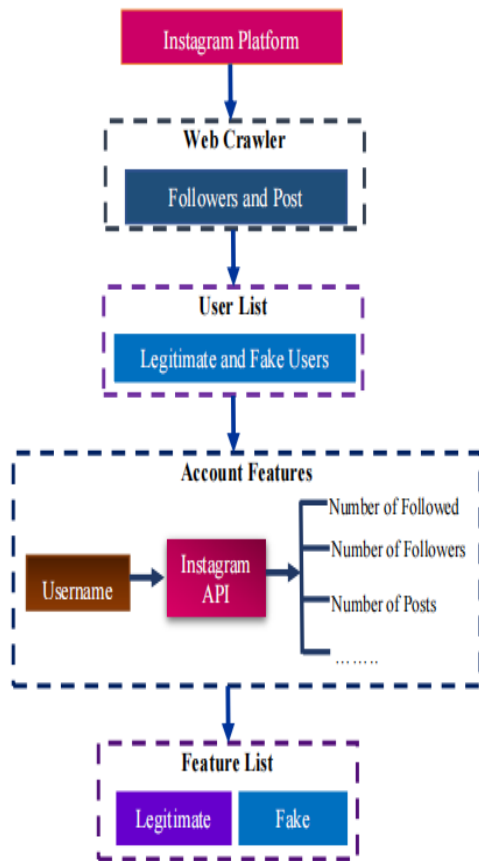 Instagram Platform
Web Crawler
Followers and Post
User List
Legitimate and Fake Users
Account Features
Username
Instagram
API
Number of Followed
Number of Followers
Number of Posts
........
Feature List
Legitimate
Fake